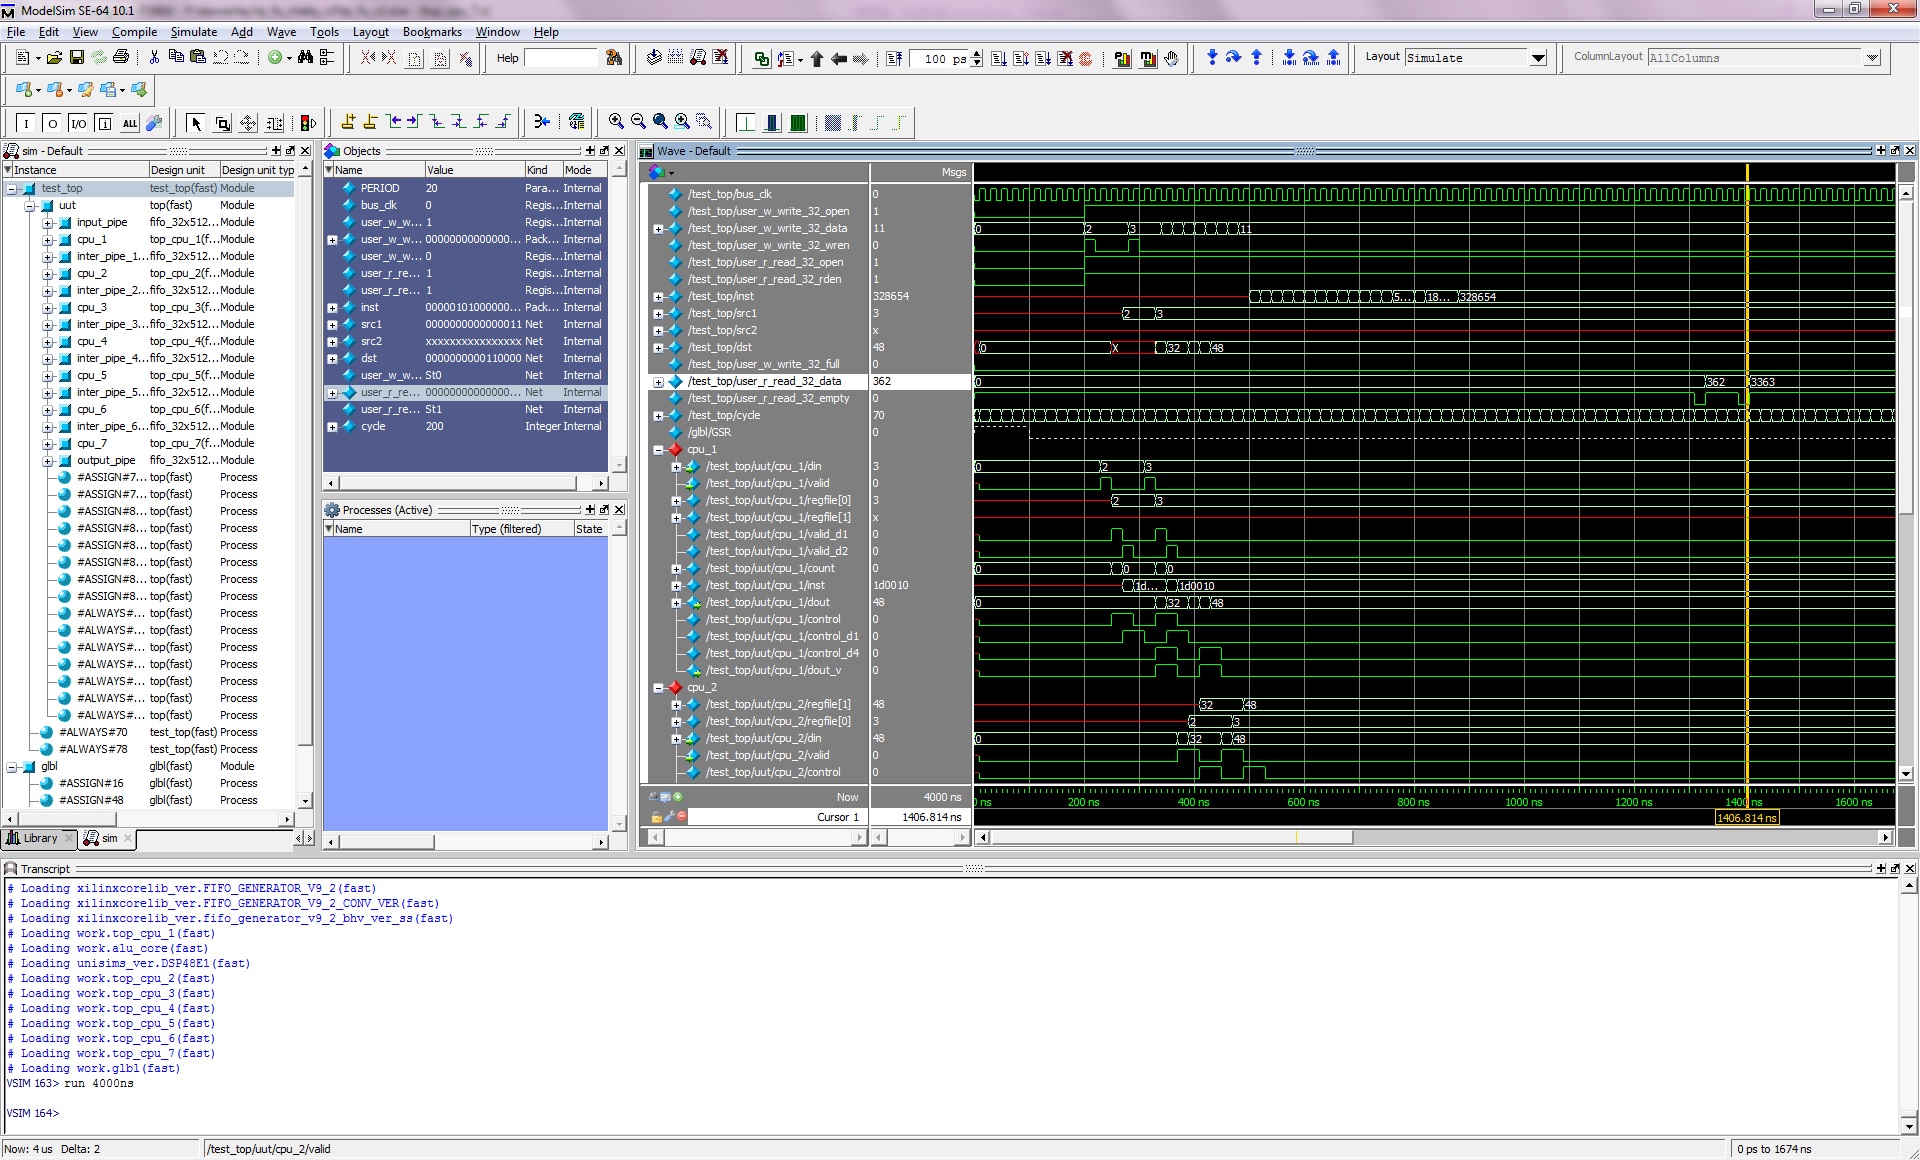 ModelSim SE-64 10.1
File Edit View Compile Simulate Add Wave Tools Layout Bookmarks Window Help
Help
100 ps
Layout Simulate
ColumnLayout AllColumns
I O I/O i ALL
sim - Default
Instance Design unit Design unit typ
test_top test_top(fast) Module
uut top(fast) Module
input_pipe fifo_32x512... Module
cpu_1 top_cpu_1(f... Module
inter_pipe_1... fifo_32x512... Module
cpu_2 top_cpu_2(f... Module
inter_pipe_2... fifo_32x512... Module
cpu_3 top_cpu_3(f... Module
inter_pipe_3... fifo_32x512... Module
cpu_4 top_cpu_4(f... Module
inter_pipe_4... fifo_32x512... Module
cpu_5 top_cpu_5(f... Module
inter_pipe_5... fifo_32x512... Module
cpu_6 top_cpu_6(f... Module
inter_pipe_6... fifo_32x512... Module
cpu_7 top_cpu_7(f... Module
output_pipe fifo_32x512... Module
#ASSIGN#7... top(fast) Process
#ASSIGN#7... top(fast) Process
#ASSIGN#8... top(fast) Process
#ASSIGN#8... top(fast) Process
#ASSIGN#8... top(fast) Process
#ASSIGN#8... top(fast) Process
#ASSIGN#8... top(fast) Process
#ASSIGN#8... top(fast) Process
#ALWAYS#... top(fast) Process
#ALWAYS#... top(fast) Process
#ALWAYS#... top(fast) Process
#ALWAYS#... top(fast) Process
#ALWAYS#... top(fast) Process
#ALWAYS#... top(fast) Process
#ALWAYS#... top(fast) Process
#ALWAYS#70 test_top(fast) Process
#ALWAYS#78 test_top(fast) Process
glbl glbl(fast) Module
#ASSIGN#16 glbl(fast) Process
#ASSIGN#48 glbl(fast) Process
Library sim
Objects
Name Value Kind Mode
PERIOD 20 Para... Internal
bus_clk 0 Regis... Internal
user_w_w... 1 Regis... Internal
user_w_w... 00000000000000... Pack... Internal
user_w_w... 0 Regis... Internal
user_r_re... 1 Regis... Internal
user_r_re... 1 Regis... Internal
inst 00000101000000... Pack... Internal
src1 0000000000000011 Net Internal
src2 xxxxxxxxxxxxxxxx Net Internal
dst 0000000000110000 Net Internal
user_w_w... St0 Net Internal
user_r_re... 00000000000000... Net Internal
user_r_re... St1 Net Internal
cycle 200 Integer Internal
Processes (Active)
Name Type (filtered) State
Wave - Default
Msgs
/test_top/bus_clk 0
/test_top/user_w_write_32_open 1
/test_top/user_w_write_32_data 11 0 2 3 11
/test_top/user_w_write_32_wren 0
/test_top/user_r_read_32_open 1
/test_top/user_r_read_32_rden 1
/test_top/inst 328654 5... 18... 328654
/test_top/src1 3 2 3
/test_top/src2 x
/test_top/dst 48 0 X 32 48
/test_top/user_w_write_32_full 0
/test_top/user_r_read_32_data 362 0 362 3363
/test_top/user_r_read_32_empty 0
/test_top/cycle 70
/glbl/GSR 0
cpu_1
/test_top/uut/cpu_1/din 3 0 2 3
/test_top/uut/cpu_1/valid 0
/test_top/uut/cpu_1/regfile[0] 3 2 3
/test_top/uut/cpu_1/regfile[1] x
/test_top/uut/cpu_1/valid_d1 0
/test_top/uut/cpu_1/valid_d2 0
/test_top/uut/cpu_1/count 0 0 0 0
/test_top/uut/cpu_1/inst 1d0010 1d... 1d0010
/test_top/uut/cpu_1/dout 48 0 32 48
/test_top/uut/cpu_1/control 0
/test_top/uut/cpu_1/control_d1 0
/test_top/uut/cpu_1/control_d4 0
/test_top/uut/cpu_1/dout_v 0
cpu_2
/test_top/uut/cpu_2/regfile[1] 48 32 48
/test_top/uut/cpu_2/regfile[0] 3 2 3
/test_top/uut/cpu_2/din 48 0 32 48
/test_top/uut/cpu_2/valid 0
/test_top/uut/cpu_2/control 0
Now 4000 ns ns 200 ns 400 ns 600 ns 800 ns 1000 ns 1200 ns 1400 ns 1600 ns
Cursor 1 1406.814 ns 1406.814 ns
Transcript
# Loading xilinxcorelib_ver.FIFO_GENERATOR_V9_2(fast)
# Loading xilinxcorelib_ver.FIFO_GENERATOR_V9_2_CONV_VER(fast)
# Loading xilinxcorelib_ver.fifo_generator_v9_2_bhv_ver_ss(fast)
# Loading work.top_cpu_1(fast)
# Loading work.alu_core(fast)
# Loading unisims_ver.DSP48E1(fast)
# Loading work.top_cpu_2(fast)
# Loading work.top_cpu_3(fast)
# Loading work.top_cpu_4(fast)
# Loading work.top_cpu_5(fast)
# Loading work.top_cpu_6(fast)
# Loading work.top_cpu_7(fast)
# Loading work.glbl(fast)
VSIM 163> run 4000ns
VSIM 164>
Now: 4 us Delta: 2 /test_top/uut/cpu_2/valid 0 ps to 1674 ns